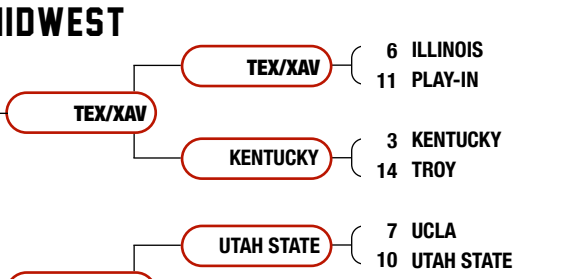 MIDWEST
TEX/XAV
6 ILLINOIS
11 PLAY-IN
TEX/XAV
KENTUCKY
3 KENTUCKY
14 TROY
UTAH STATE
7 UCLA
10 UTAH STATE